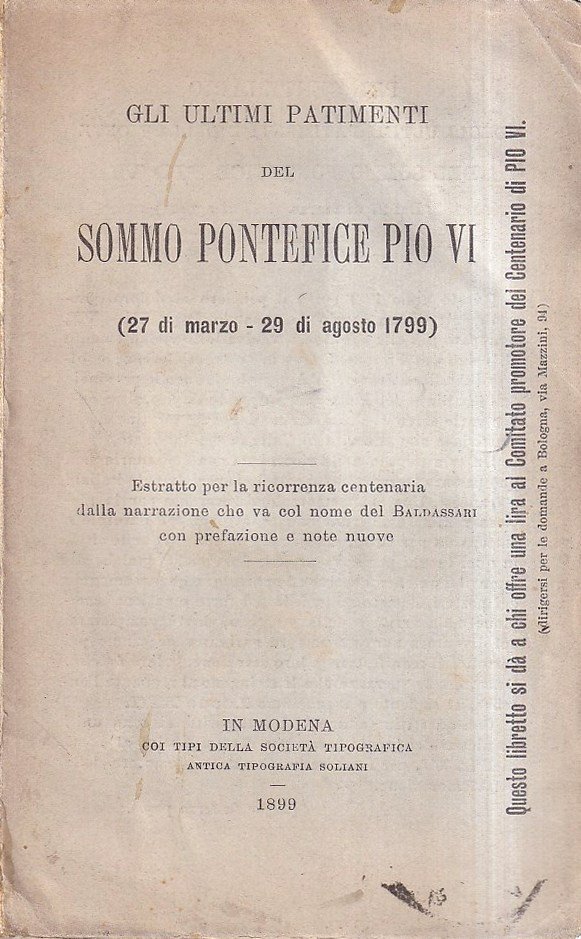 GLI ULTIMI PATIMENTI
DEL
SOMMO PONTEFICE PIO VI
(27 di marzo - 29 di agosto 1799)
Estratto per la ricorrenza centenaria
dalla narrazione che va col nome del BALDASSARI
con prefazione e note nuove
IN MODENA
COI TIPI DELLA SOCIETÀ TIPOGRAFICA
ANTICA TIPOGRAFIA SOLIANI
1899
Questo libretto si dà a chi offre una lira al Comitato promotore del Centenario di PIO VI.
(dirigersi per le domande a Bologna, via Mazzini, 94)